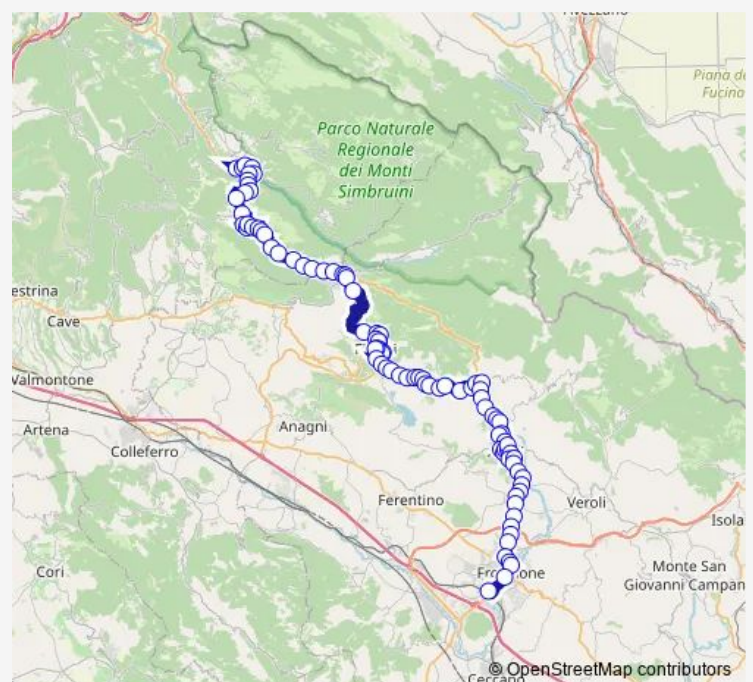 Piana de
Fucino
Parco Naturale
Regionale
dei Monti
Simbruini
estrina
Cave
Valmontone
Artena
Colleferro
Anagni
Ferentino
Veroli
Isola
Cori
Monte San
Giovanni Campan
© OpenStreetMap contributors